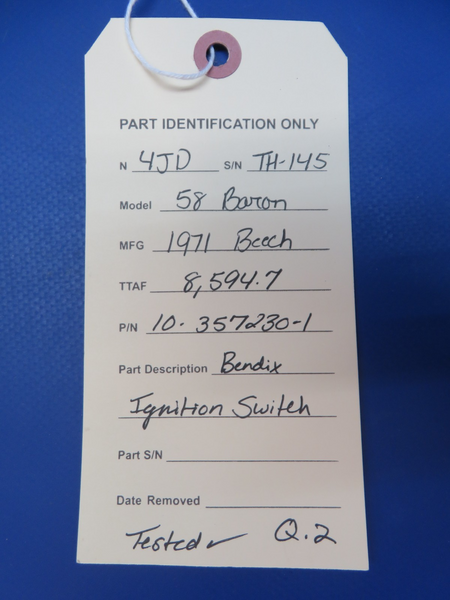 PART IDENTIFICATION ONLY
N 4JD S/N TH-145
Model 58 Baron
MFG 1971 Beech
TTAF 8,594.7
P/N 10-357230-1
Part Description Bendix
Ignition Switch
Part S/N
Date Removed
Tested ✓ Q.2